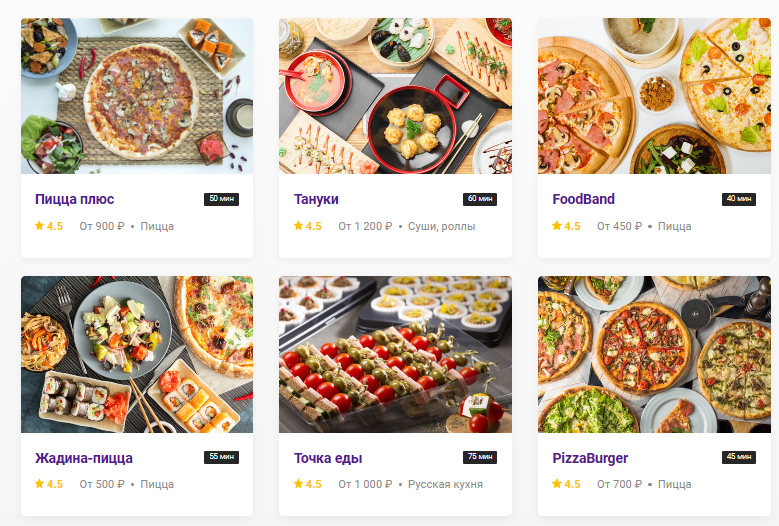 Пицца плюс 50 мин
4.5 От 900 ₽ • Пицца
Тануки 60 мин
4.5 От 1 200 ₽ • Суши, роллы
FoodBand 40 мин
4.5 От 450 ₽ • Пицца
Жадина-пицца 55 мин
4.5 От 500 ₽ • Пицца
Точка еды 75 мин
4.5 От 1 000 ₽ • Русская кухня
PizzaBurger 45 мин
4.5 От 700 ₽ • Пицца